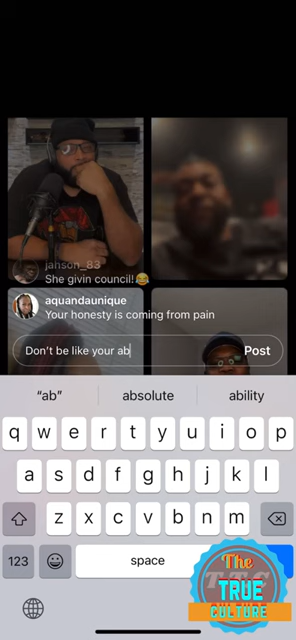 jahson_83
She givin council!😂
aquandaunique
Your honesty is coming from pain
Don't be like your ab
Post
“ab”
absolute
ability
q w e r t y u i o p
a s d f g h j k l
z x c v b n m
123
space
The
TRUE
CULTURE